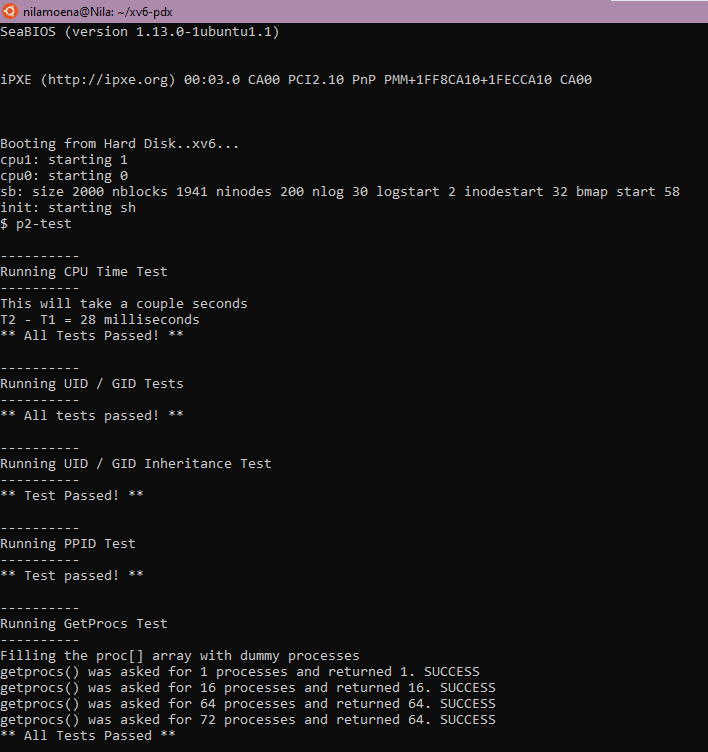 nilamoena@Nila: ~/xv6-pdx
SeaBIOS (version 1.13.0-1ubuntu1.1)
iPXE (http://ipxe.org) 00:03.0 CA00 PCI2.10 PnP PMM+1FF8CA10+1FECCA10 CA00
Booting from Hard Disk..xv6...
cpu1: starting 1
cpu0: starting 0
sb: size 2000 nblocks 1941 ninodes 200 nlog 30 logstart 2 inodestart 32 bmap start 58
init: starting sh
$ p2-test
----------
Running CPU Time Test
----------
This will take a couple seconds
T2 - T1 = 28 milliseconds
** All Tests Passed! **
----------
Running UID / GID Tests
----------
** All tests passed! **
----------
Running UID / GID Inheritance Test
----------
** Test Passed! **
----------
Running PPID Test
----------
** Test passed! **
----------
Running GetProcs Test
----------
Filling the proc[] array with dummy processes
getprocs() was asked for 1 processes and returned 1. SUCCESS
getprocs() was asked for 16 processes and returned 16. SUCCESS
getprocs() was asked for 64 processes and returned 64. SUCCESS
getprocs() was asked for 72 processes and returned 64. SUCCESS
** All Tests Passed **